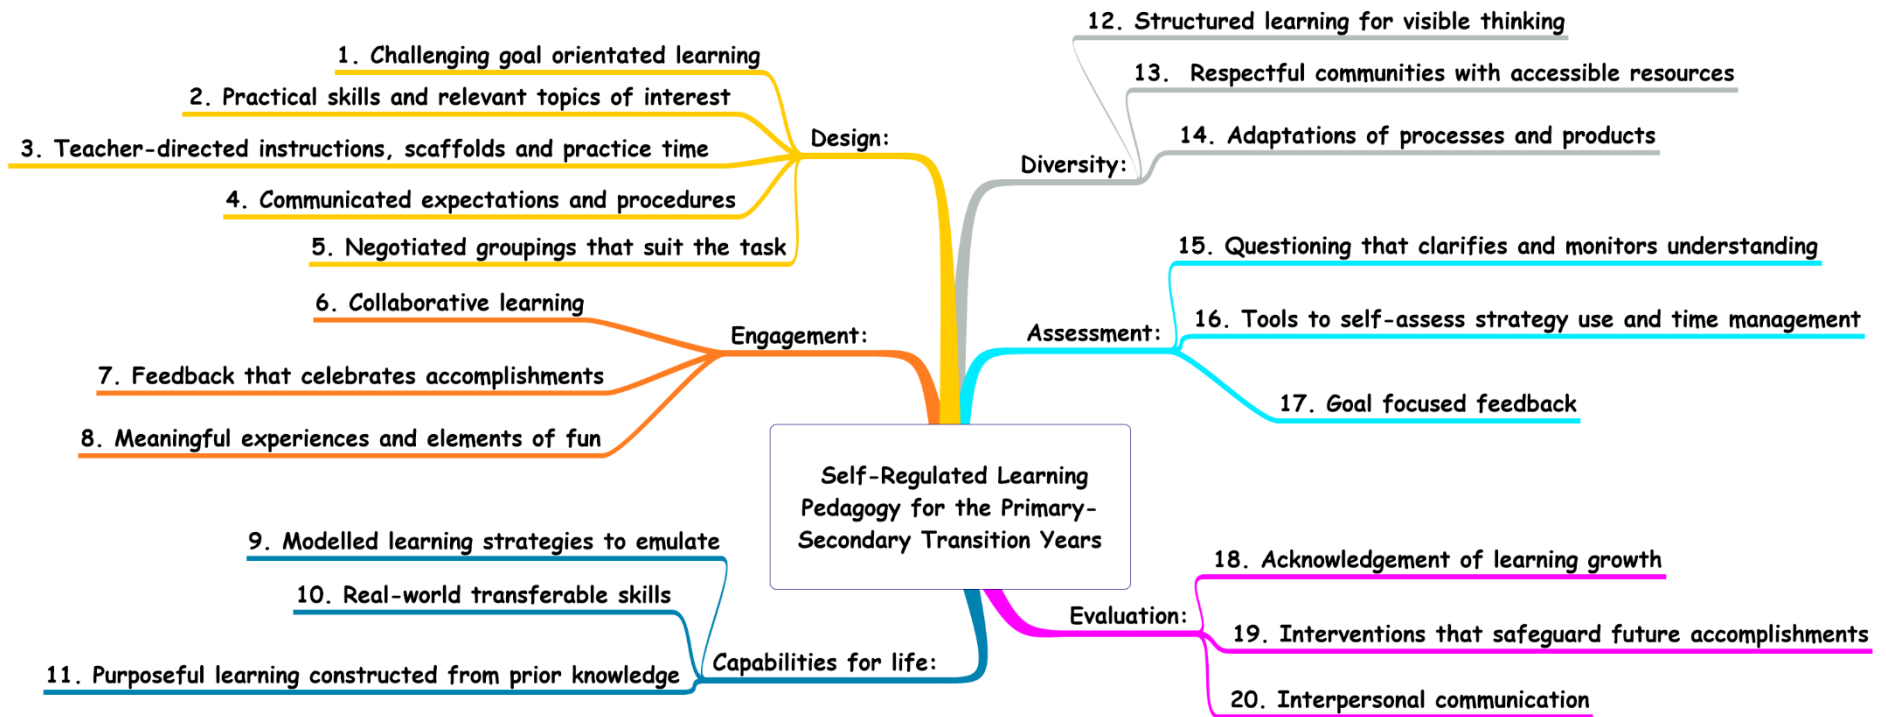 Design:
1. Challenging goal orientated learning
2. Practical skills and relevant topics of interest
3. Teacher-directed instructions, scaffolds and practice time
4. Communicated expectations and procedures
5. Negotiated groupings that suit the task
Engagement:
6. Collaborative learning
7. Feedback that celebrates accomplishments
8. Meaningful experiences and elements of fun
Self-Regulated Learning
Pedagogy for the Primary-
Secondary Transition Years
Capabilities for life:
9. Modelled learning strategies to emulate
10. Real-world transferable skills
11. Purposeful learning constructed from prior knowledge
Diversity:
12. Structured learning for visible thinking
13. Respectful communities with accessible resources
14. Adaptations of processes and products
Assessment:
15. Questioning that clarifies and monitors understanding
16. Tools to self-assess strategy use and time management
17. Goal focused feedback
Evaluation:
18. Acknowledgement of learning growth
19. Interventions that safeguard future accomplishments
20. Interpersonal communication